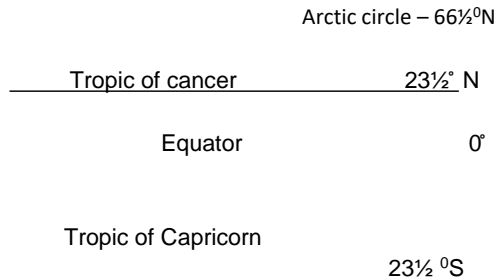 Arctic circle – 66½⁰N
Tropic of cancer 23½° N
Equator 0°
Tropic of Capricorn
23½ ⁰S